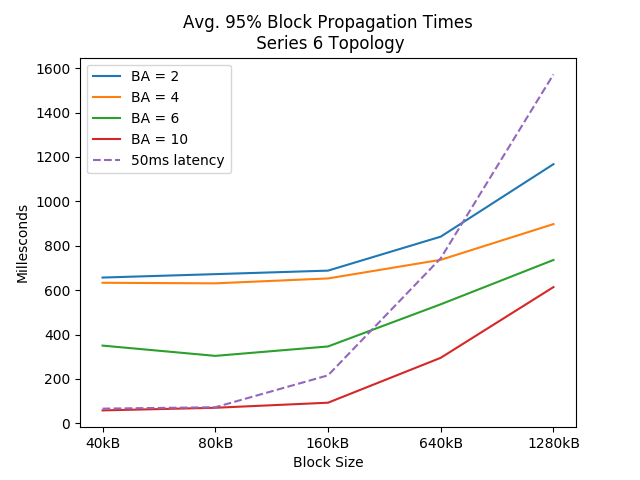 Avg. 95% Block Propagation Times
Series 6 Topology
1600
1400
1200
1000
800
600
400
200
0
Millesconds
BA = 2
BA = 4
BA = 6
BA = 10
50ms latency
40kB 80kB 160kB 640kB 1280kB
Block Size